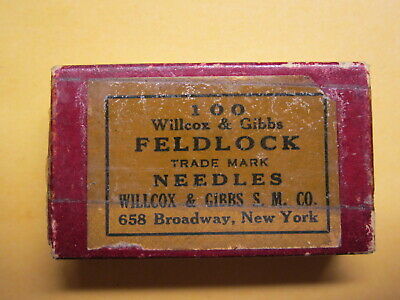 100
Willcox & Gibbs
FELDLOCK
TRADE MARK
NEEDLES
WILLCOX & GIBBS S. M. CO.
658 Broadway, New York